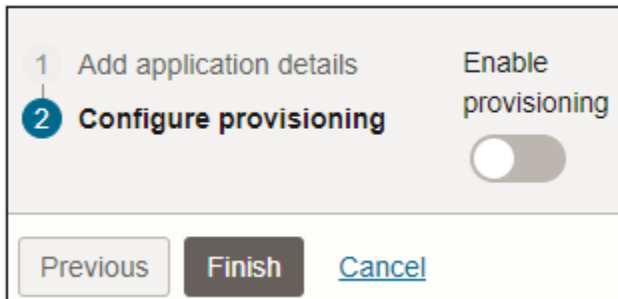 1 Add application details
2 Configure provisioning
Enable
provisioning
Previous Finish Cancel